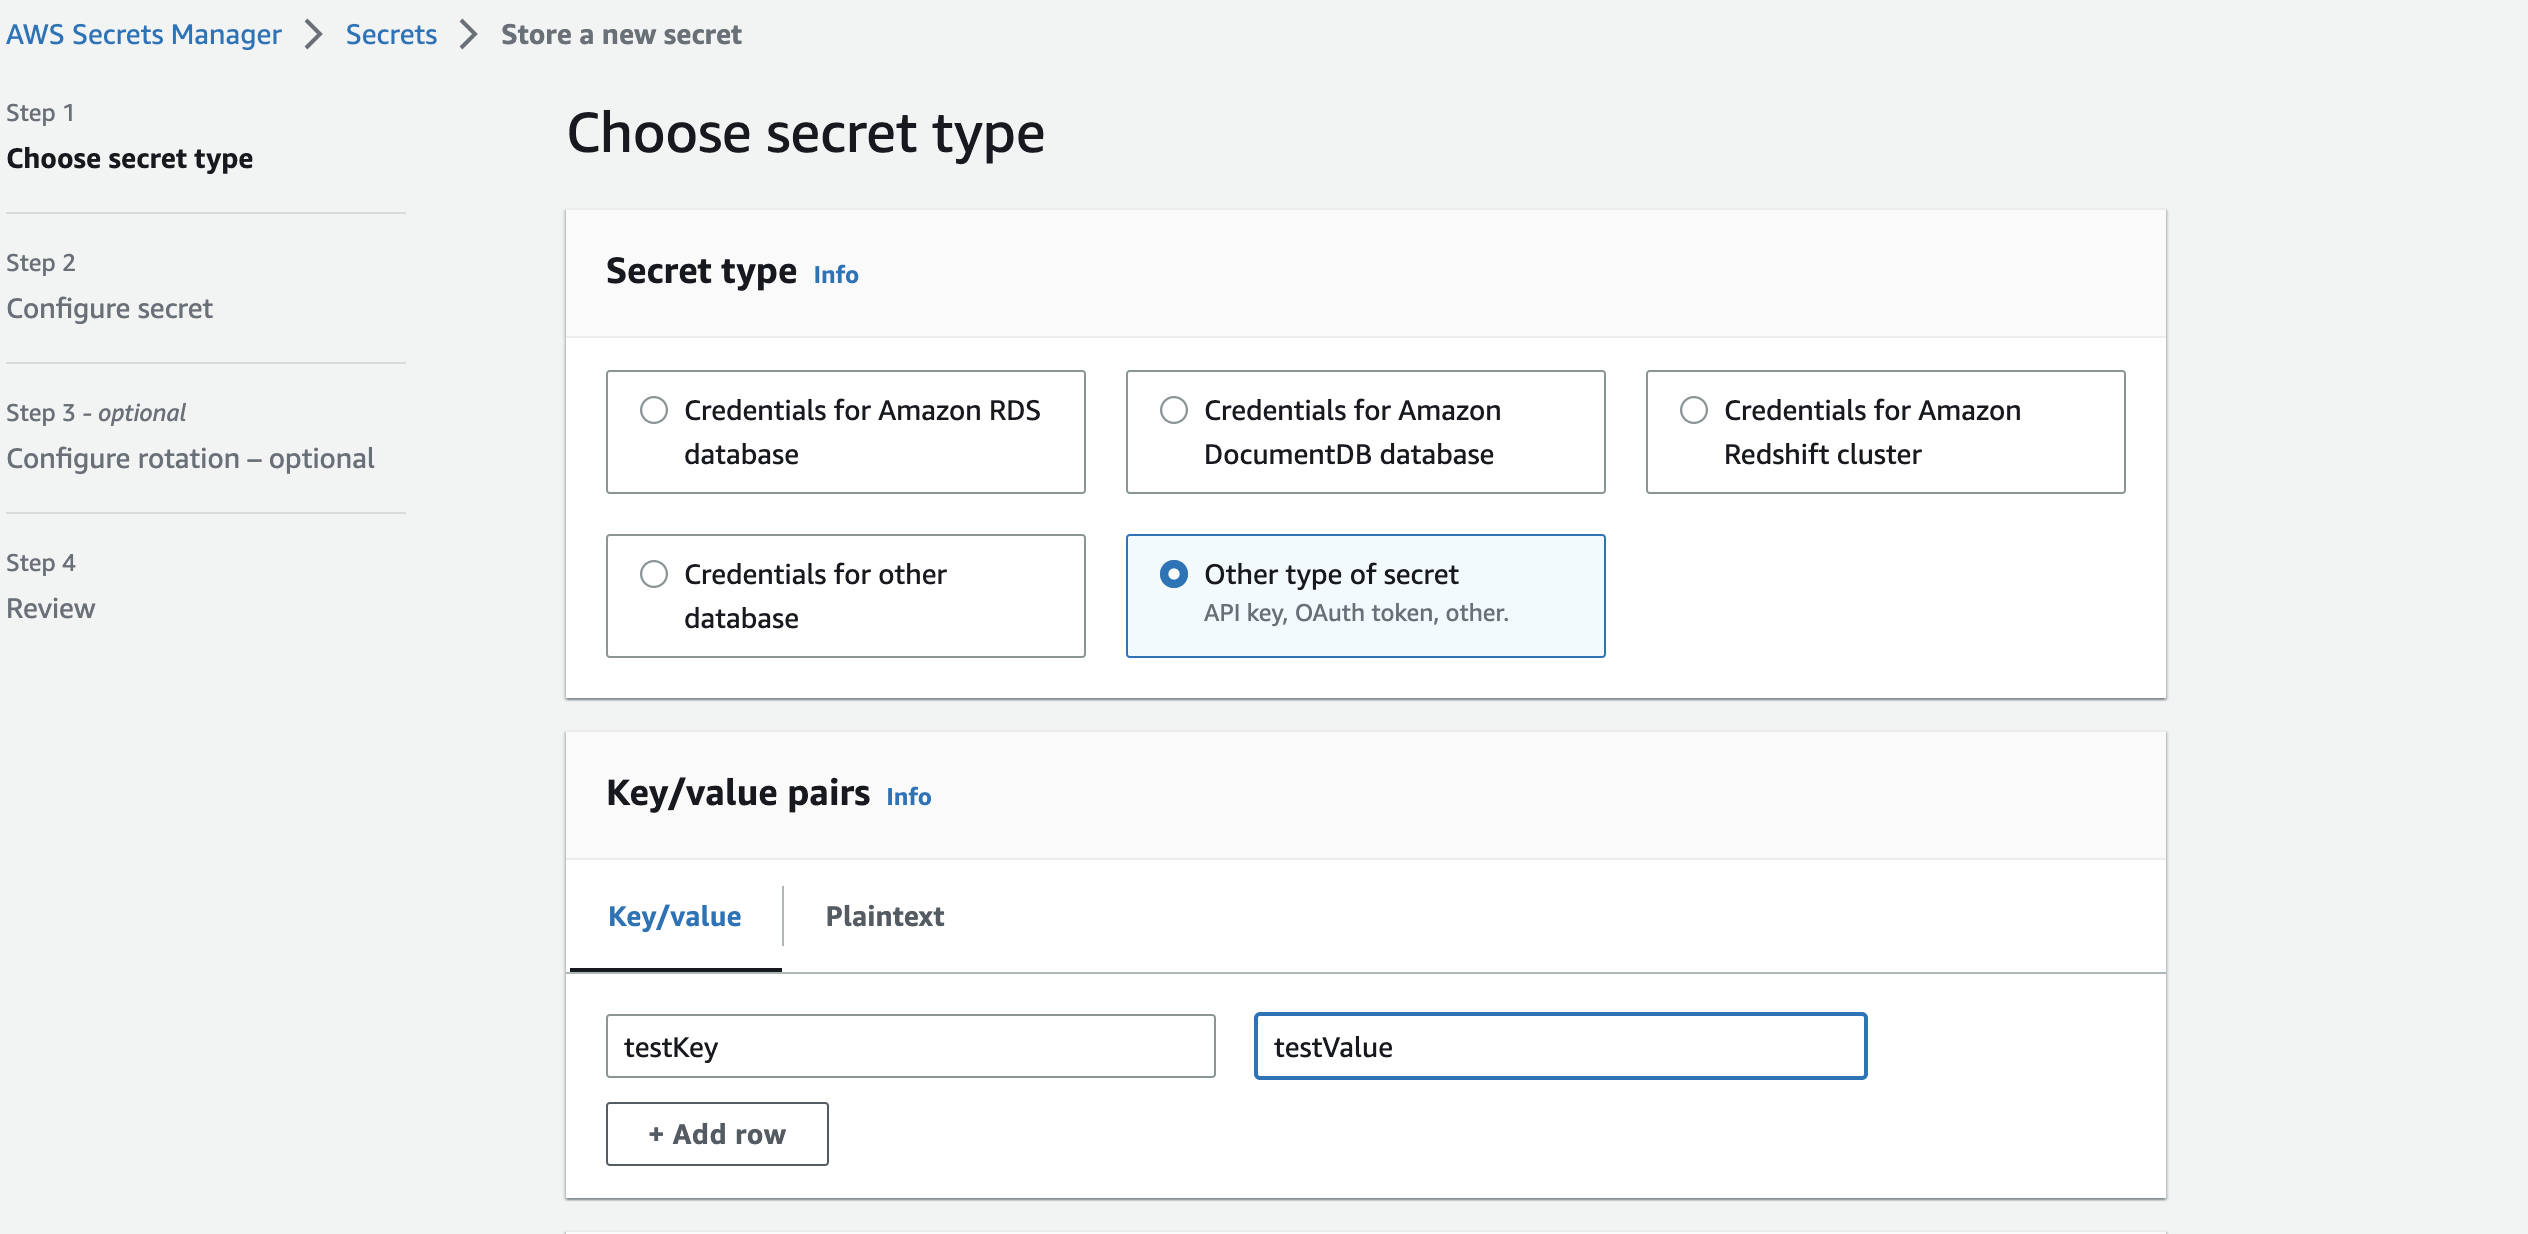 AWS Secrets Manager > Secrets > Store a new secret
Step 1
Choose secret type
Step 2
Configure secret
Step 3 - optional
Configure rotation – optional
Step 4
Review
Choose secret type
Secret type Info
Credentials for Amazon RDS
database
Credentials for Amazon
DocumentDB database
Credentials for Amazon
Redshift cluster
Credentials for other
database
Other type of secret
API key, OAuth token, other.
Key/value pairs Info
Key/value
Plaintext
testKey
testValue
+ Add row